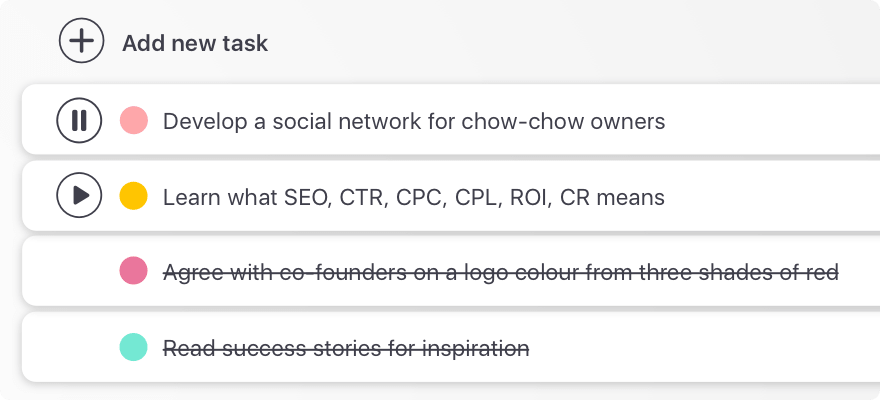 Add new task
Develop a social network for chow-chow owners
Learn what SEO, CTR, CPC, CPL, ROI, CR means
Agree with co-founders on a logo colour from three shades of red
Read success stories for inspiration